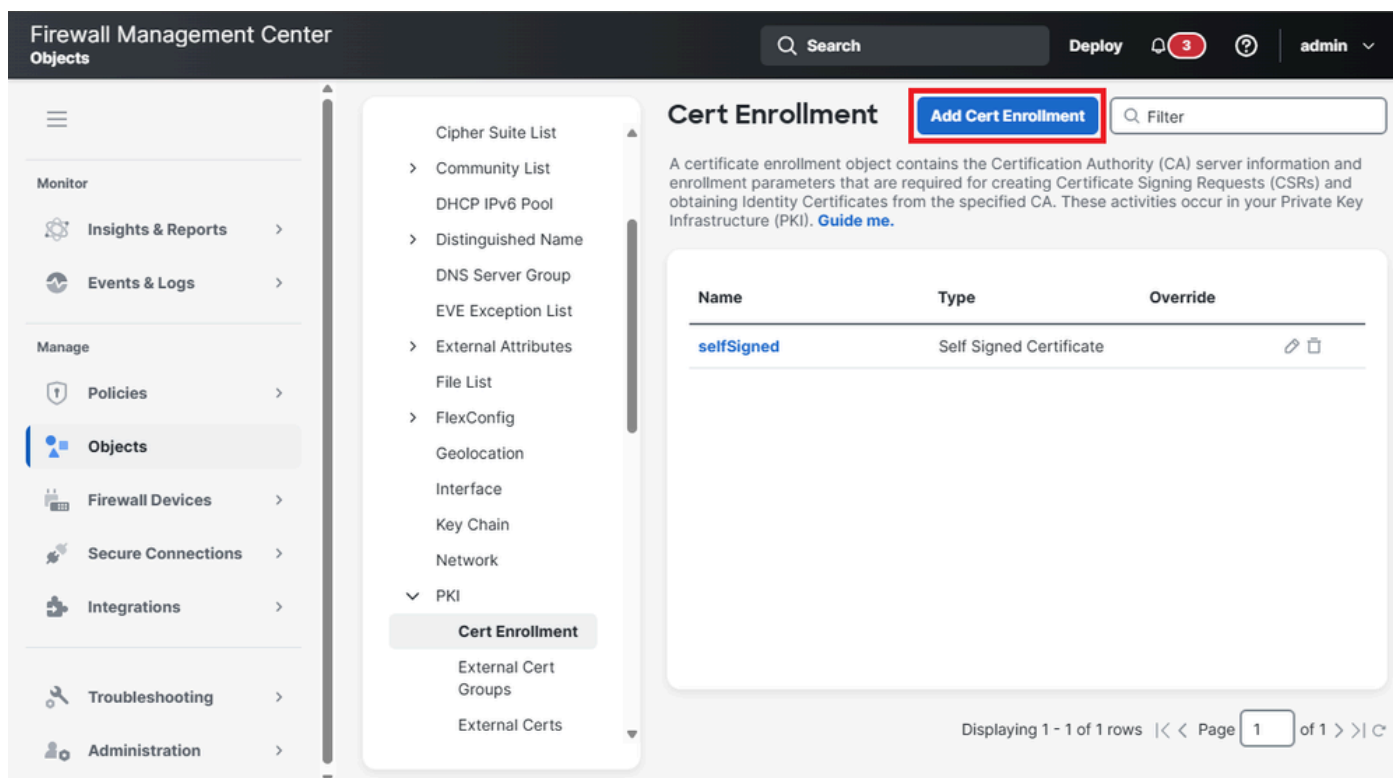 Firewall Management Center
Objects
Search
Deploy
3
admin
Monitor
Insights & Reports
Events & Logs
Manage
Policies
Objects
Firewall Devices
Secure Connections
Integrations
Troubleshooting
Administration
Cipher Suite List
Community List
DHCP IPv6 Pool
Distinguished Name
DNS Server Group
EVE Exception List
External Attributes
File List
FlexConfig
Geolocation
Interface
Key Chain
Network
PKI
Cert Enrollment
External Cert
Groups
External Certs
Cert Enrollment
Add Cert Enrollment
Filter
A certificate enrollment object contains the Certification Authority (CA) server information and
enrollment parameters that are required for creating Certificate Signing Requests (CSRs) and
obtaining Identity Certificates from the specified CA. These activities occur in your Private Key
Infrastructure (PKI). Guide me.
Name Type Override
selfSigned Self Signed Certificate
Displaying 1 - 1 of 1 rows |< < Page 1 of 1 > >|